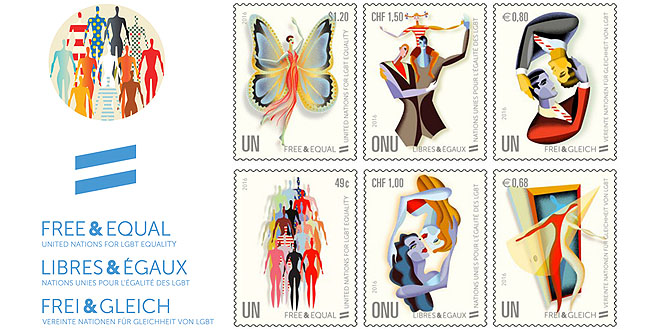 FREE & EQUAL
UNITED NATIONS FOR LGBT EQUALITY
LIBRES & ÉGAUX
NATIONS UNIES POUR L'ÉGALITÉ DES LGBT
FREI & GLEICH
VEREINTE NATIONEN FÜR GLEICHHEIT VON LGBT
2016
$1.20
UNITED NATIONS FOR LGBT EQUALITY
UN
FREE & EQUAL
CHF 1,50
NATIONS UNIES POUR L'ÉGALITÉ DES LGBT
2016
ONU
LIBRES & ÉGAUX
€ 0,80
VEREINTE NATIONEN FÜR GLEICHHEIT VON LGBT
2016
UN
FREI & GLEICH
49¢
UNITED NATIONS FOR LGBT EQUALITY
2016
UN
FREE & EQUAL
CHF 1,00
NATIONS UNIES POUR L'ÉGALITÉ DES LGBT
2016
ONU
LIBRES & ÉGAUX
€ 0,68
VEREINTE NATIONEN FÜR GLEICHHEIT VON LGBT
2016
UN
FREI & GLEICH